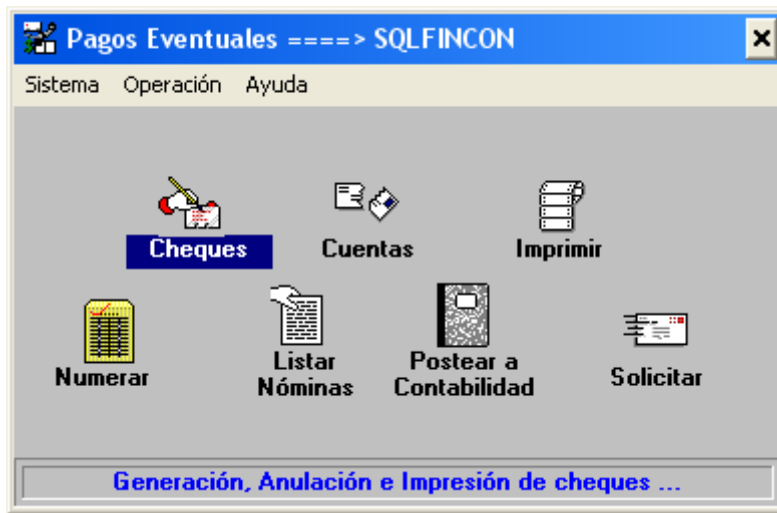 Pagos Eventuales ====> SQLFINCON
Sistema Operación Ayuda
Cheques Cuentas Imprimir
Numerar
Listar
Nóminas
Postear a
Contabilidad
Solicitar
Generación, Anulación e Impresión de cheques ...